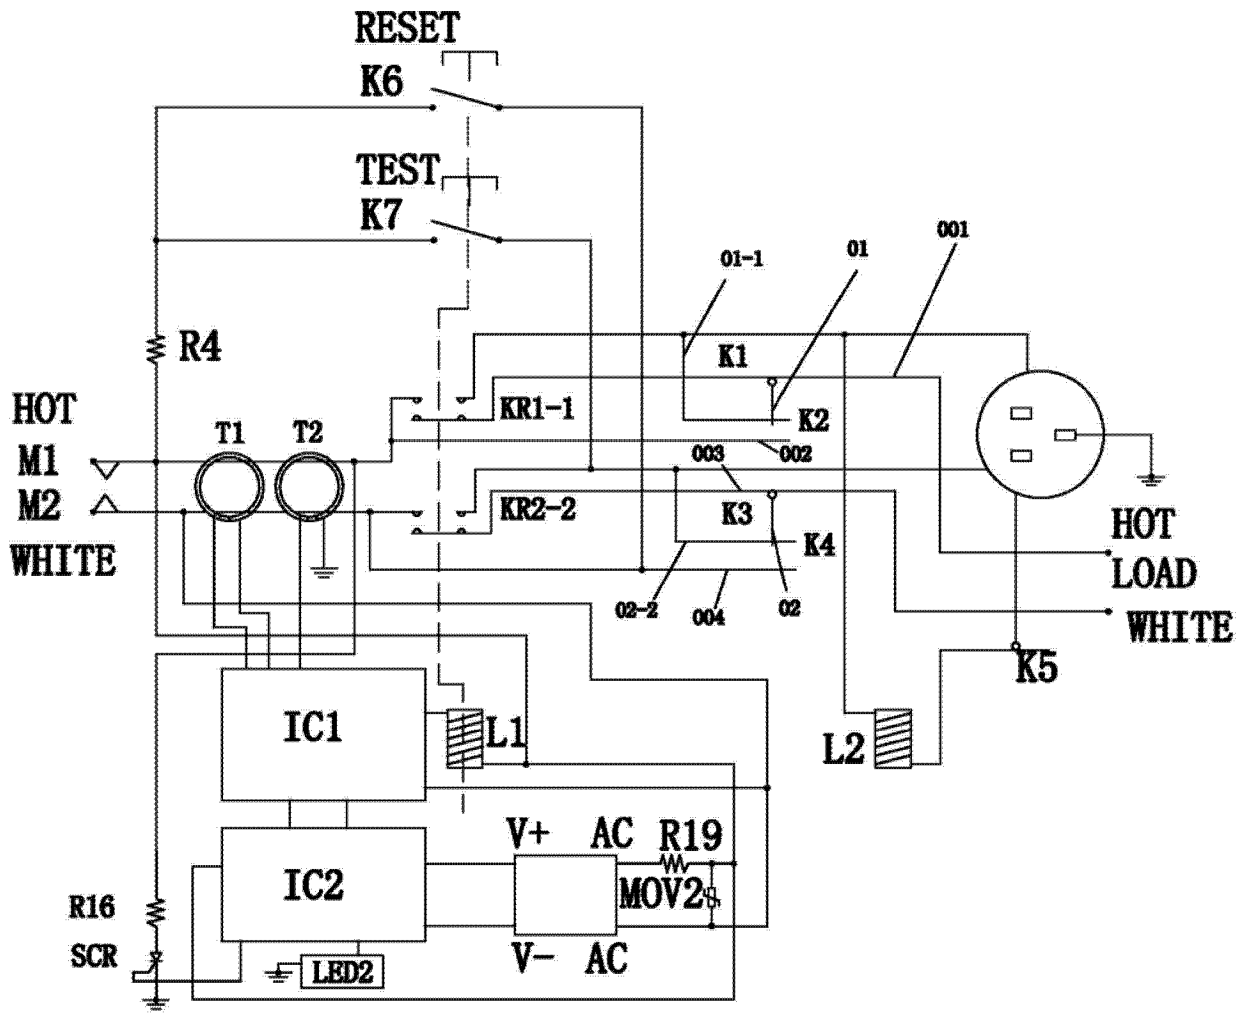 RESET
K6
TEST
K7
001
01
01-1
R4
K1
HOT
KR1-1
K2
T1
T2
M1
002
003
M2
KR2-2
K3
K4
HOT
WHITE
LOAD
02-2
004
02
WHITE
K5
IC1
L1
L2
V+
AC
R19
IC2
MOV2
R16
SCR
V-
AC
LED2